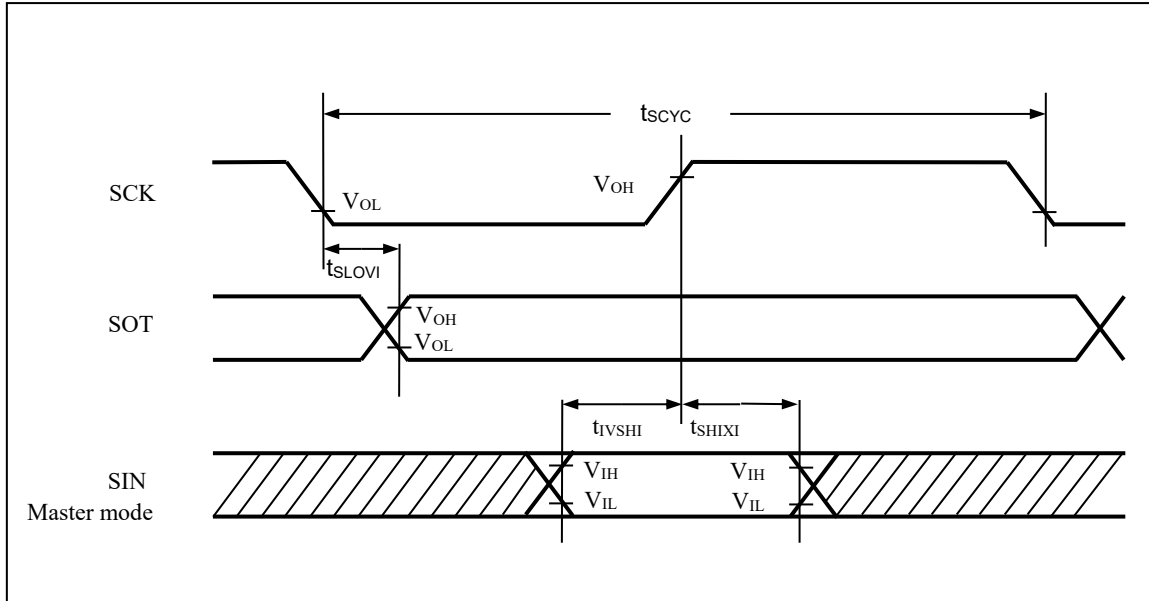 tSCYC
SCK
VOL
VOH
tSLOVI
SOT
VOH
VOL
tIVSHI
tSHIXI
SIN
Master mode
VIH
VIL
VIH
VIL